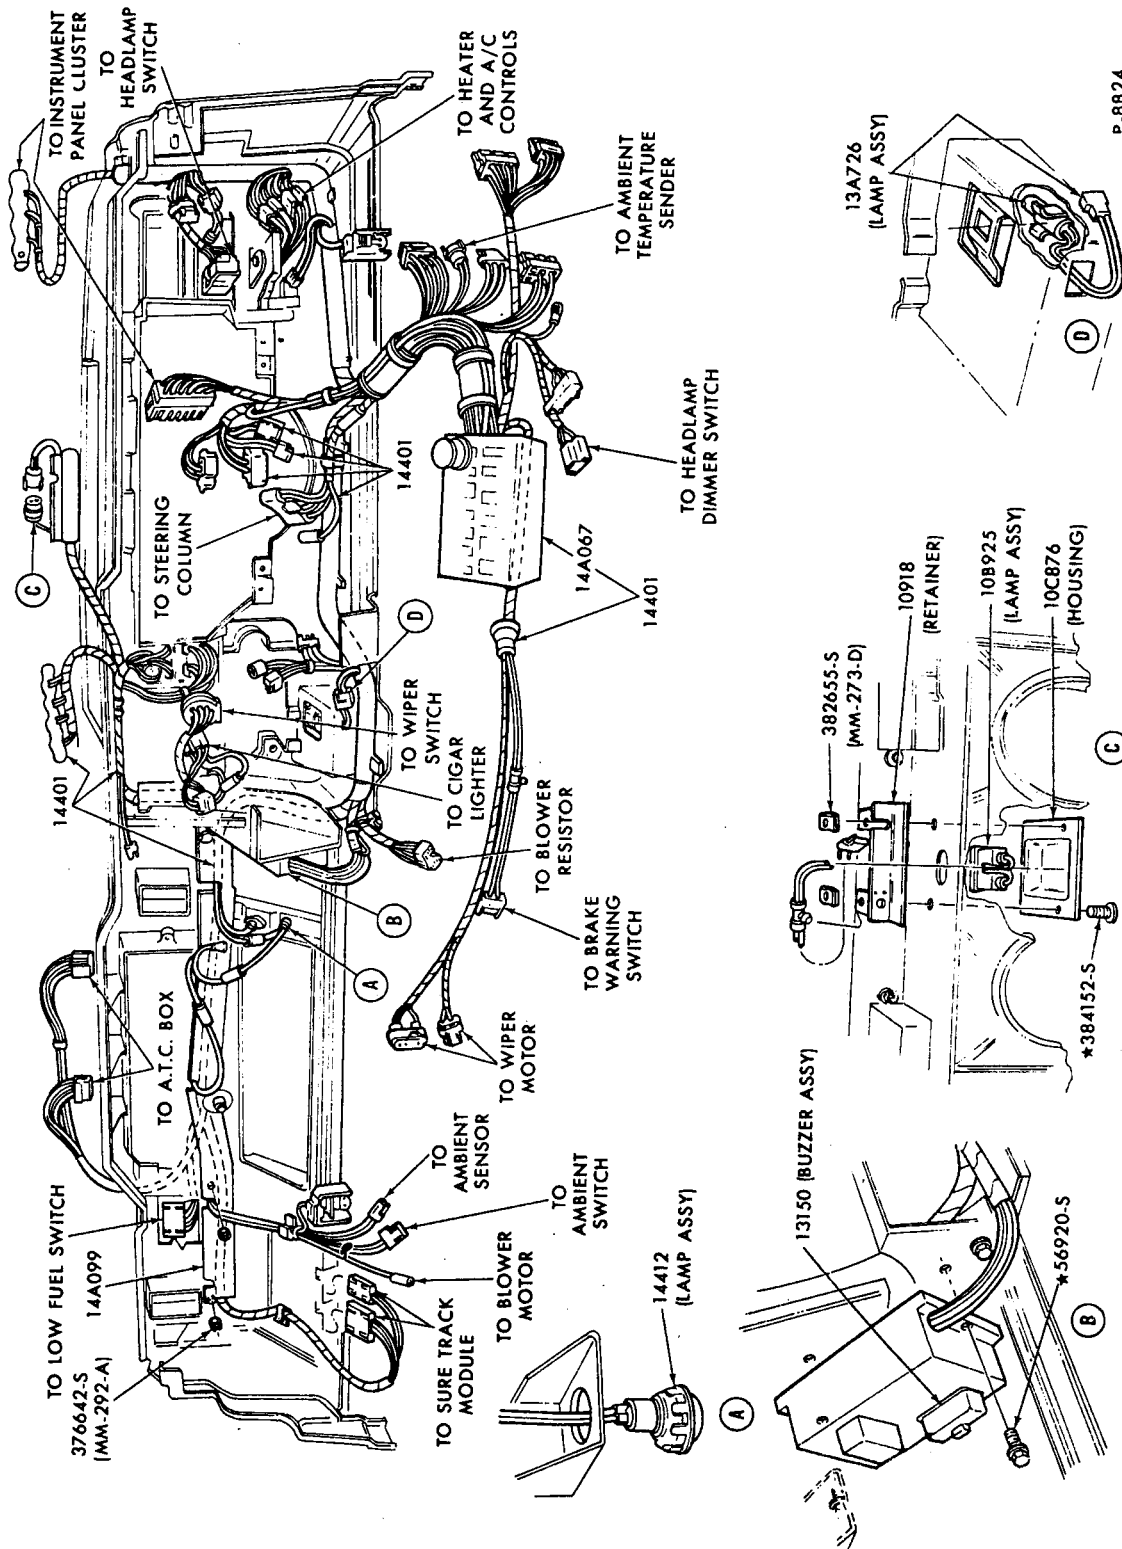 TO INSTRUMENT
PANEL CLUSTER
TO
HEADLAMP
SWITCH
TO HEATER
AND A/C
CONTROLS
TO AMBIENT
TEMPERATURE
SENDER
TO HEADLAMP
DIMMER SWITCH
14401
TO STEERING
COLUMN
C
14A067
14401
D
TO WIPER
SWITCH
TO CIGAR
LIGHTER
TO BLOWER
RESISTOR
14401
B
A
TO BRAKE
WARNING
SWITCH
TO WIPER
MOTOR
TO A.T.C. BOX
TO LOW FUEL SWITCH
14A099
376642-S
(MM-292-A)
TO
AMBIENT
SENSOR
TO
AMBIENT
SWITCH
TO BLOWER
MOTOR
TO SURE TRACK
MODULE
14412
(LAMP ASSY)
A
13150 (BUZZER ASSY)
★56920-S
B
382655-S
(MM-273-D)
10918
(RETAINER)
10B925
(LAMP ASSY)
10C876
(HOUSING)
★384152-S
C
13A726
(LAMP ASSY)
D
P-8824